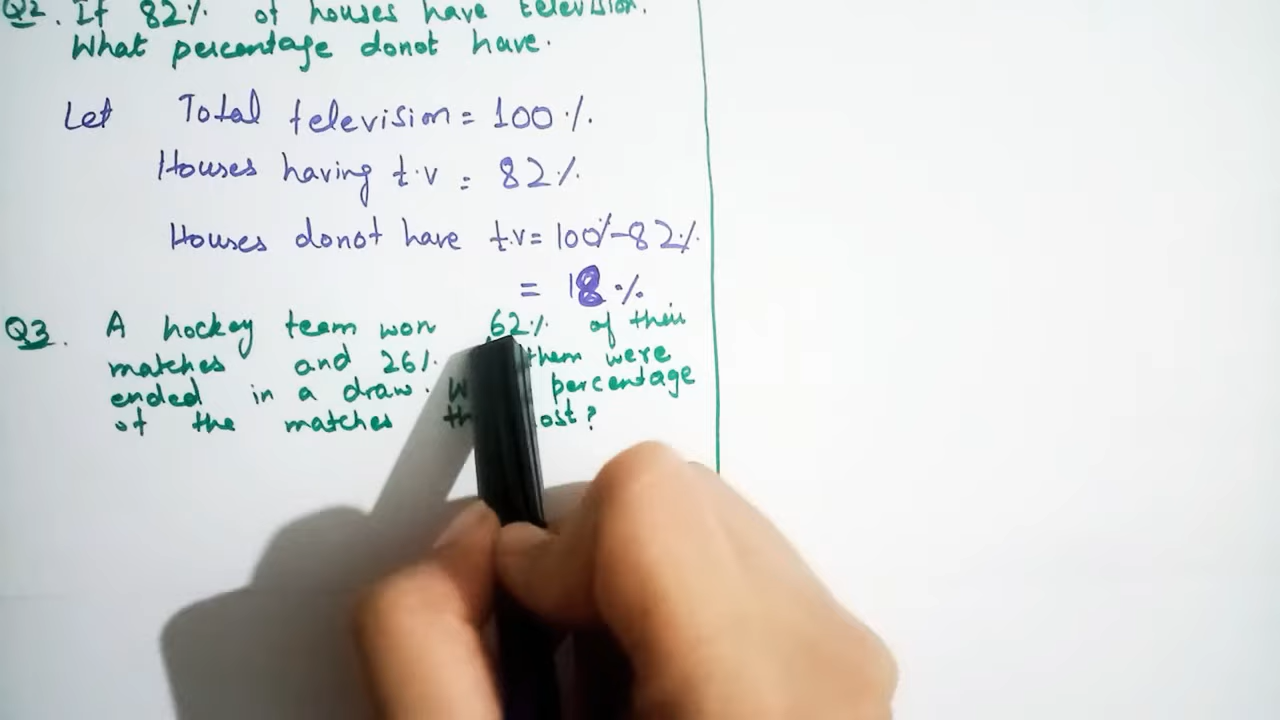 Q2. If 82% of houses have television.
What percentage donot have.
Let Total television = 100%.
Houses having t.v = 82%
Houses donot have t.v = 100%-82%.
= 18%
Q3. A hockey team won 62% of their
matches and 26% them were
ended in a draw. percentage
of the matches lost?